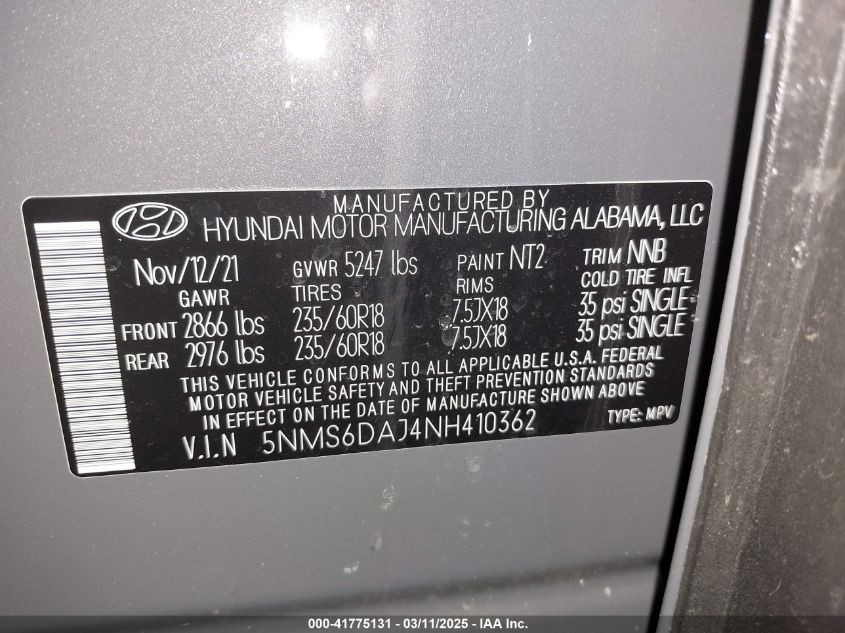 MANUFACTURED BY
HYUNDAI MOTOR MANUFACTURING ALABAMA, LLC
Nov/12/21 GVWR 5247 lbs PAINT NT2 TRIM NNB
GAWR TIRES RIMS COLD TIRE INFL
FRONT 2866 lbs 235/60R18 7.5JX18 35 psi SINGLE
REAR 2976 lbs 235/60R18 7.5JX18 35 psi SINGLE
THIS VEHICLE CONFORMS TO ALL APPLICABLE U.S.A. FEDERAL
MOTOR VEHICLE SAFETY AND THEFT PREVENTION STANDARDS
IN EFFECT ON THE DATE OF MANUFACTURE SHOWN ABOVE
V.I.N 5NMS6DAJ4NH410362 TYPE: MPV
000-41775131 - 03/11/2025 - IAA Inc.